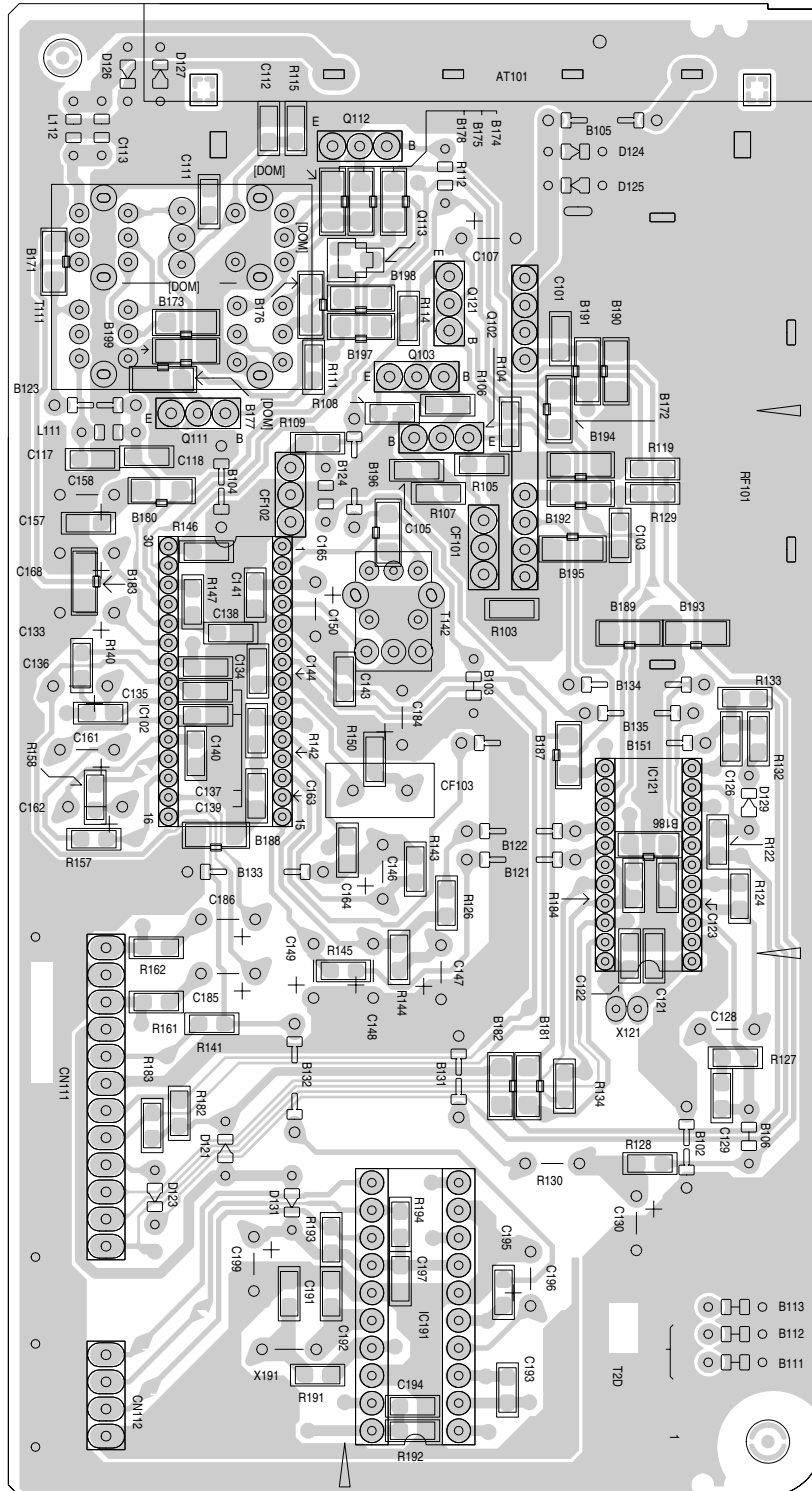 D126
D127
C112
R115
AT101
L112
C113
E
Q112
B
B178
B175
B174
B105
D124
D125
[DOM]
R112
C111
Q113
[DOM]
C107
B171
T111
[DOM]
B173
B176
B198
E
Q121
B
Q102
C101
B191
B190
B199
R114
B197
R111
Q103
E
B
R106
R104
B172
B123
[DOM]
B177
R108
L111
E
Q111
B
R109
B
E
B194
R119
C117
C118
B104
CF102
B124
B196
R105
RF101
C158
B180
R107
R129
C157
C105
CF101
B192
C103
R146
30
1
C165
B195
C168
B183
R147
C141
C138
C150
T142
R103
B189
B193
C133
R140
C136
C134
C144
C143
B103
B134
R133
C135
IC102
C184
B135
C161
R142
R150
B187
B151
R158
C140
IC121
C126
R132
D129
C162
C137
C139
C163
CF103
16
15
B186
R157
B188
B122
R122
B133
C164
C146
R143
B121
R184
R124
C186
R126
C123
R162
C149
R145
C147
C185
R144
C122
C121
R161
R141
C148
X121
C128
B182
B181
R127
CN111
R183
B132
B131
R182
R134
D121
B102
C129
B106
R128
D123
D131
R130
R193
R194
C130
C195
C199
C191
C197
C196
IC191
C192
B113
B112
X191
T2D
B111
R191
C193
C194
CN112
1
R192